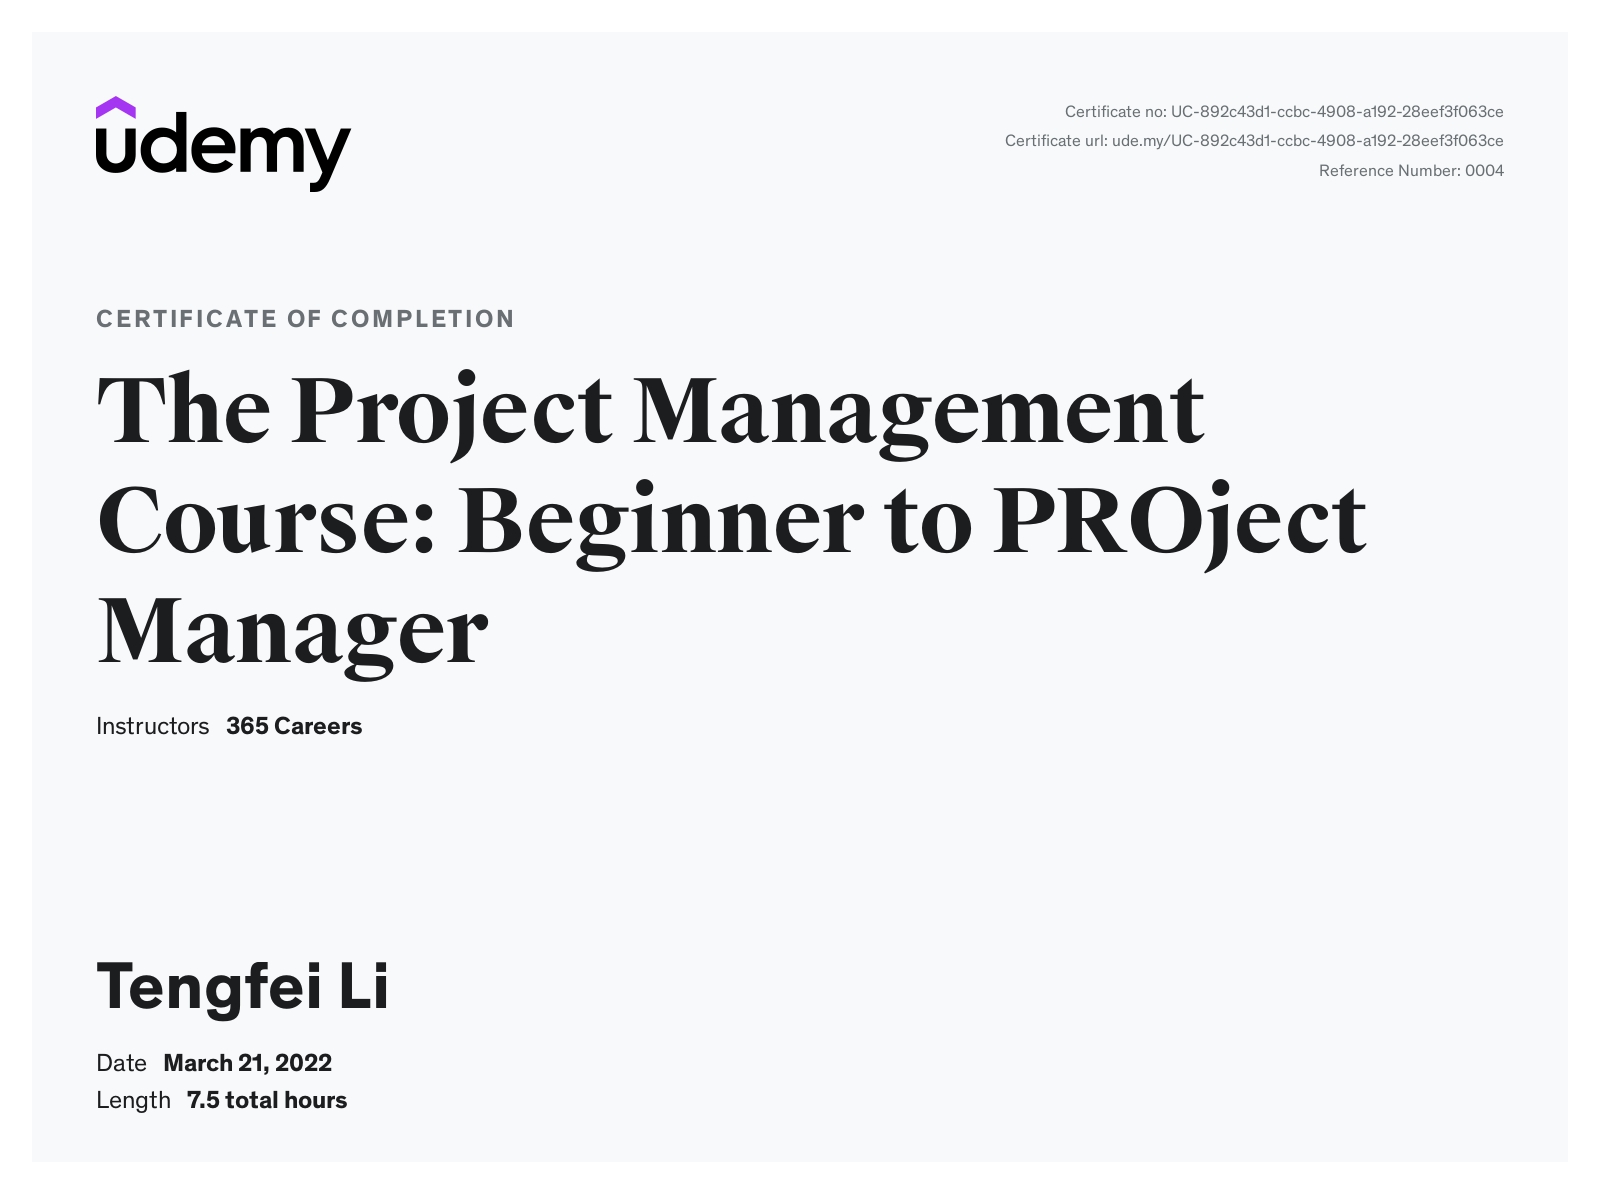 udemy
Certificate no: UC-892c43d1-ccbc-4908-a192-28eef3f063ce
Certificate url: ude.my/UC-892c43d1-ccbc-4908-a192-28eef3f063ce
Reference Number: 0004
CERTIFICATE OF COMPLETION
The Project Management
Course: Beginner to PROject
Manager
Instructors 365 Careers
Tengfei Li
Date March 21, 2022
Length 7.5 total hours